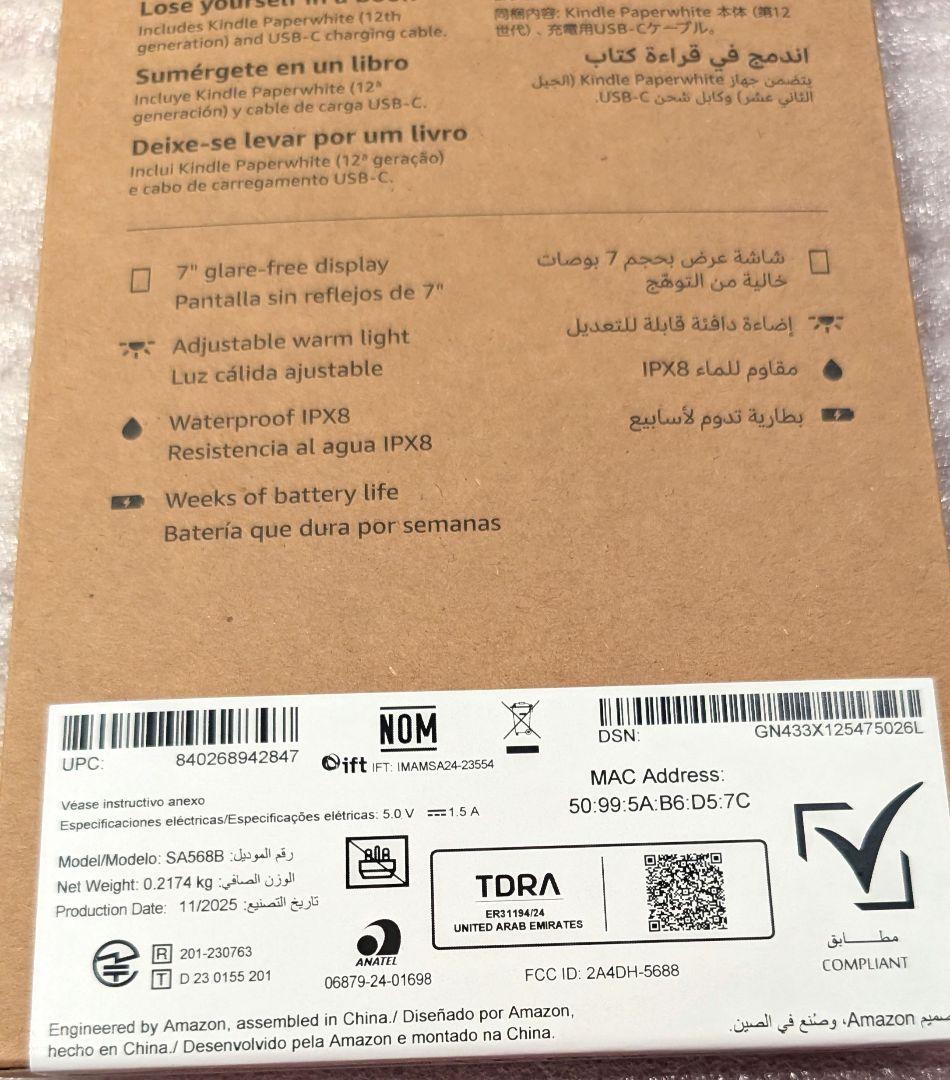 Lose yourself in a book
Includes Kindle Paperwhite (12th
generation) and USB-C charging cable.
Sumérgete en un libro
Incluye Kindle Paperwhite (12ª
generación) y cable de carga USB-C.
Deixe-se levar por um livro
Inclui Kindle Paperwhite (12ª geração)
e cabo de carregamento USB-C.
同梱内容: Kindle Paperwhite 本体 (第12
世代) 、充電用USB-Cケーブル。
اندمج في قراءة كتاب
يتضمن جهاز Kindle Paperwhite (الجيل
الثاني عشر) وكابل شحن USB-C.
7" glare-free display
Pantalla sin reflejos de 7"
Adjustable warm light
Luz cálida ajustable
Waterproof IPX8
Resistencia al agua IPX8
Weeks of battery life
Batería que dura por semanas
شاشة عرض بحجم 7 بوصات
خالية من التوهّج
إضاءة دافئة قابلة للتعديل
مقاوم للماء IPX8
بطارية تدوم لأسابيع
UPC: 840268942847
NOM
ift IFT: IMAMSA24-23554
DSN: GN433X125475026L
MAC Address:
50:99:5A:B6:D5:7C
Véase instructivo anexo
Especificaciones eléctricas/Especificações elétricas: 5.0 V ⎓ 1.5 A
Model/Modelo: SA568B رقم الموديل:
Net Weight: 0.2174 kg الوزن الصافي:
Production Date: 11/2025 تاريخ التصنيع:
R 201-230763
T D 23 0155 201
ANATEL
06879-24-01698
TDRA
ER31194/24
UNITED ARAB EMIRATES
FCC ID: 2A4DH-5688
مطابق
COMPLIANT
Engineered by Amazon, assembled in China./ Diseñado por Amazon,
hecho en China./ Desenvolvido pela Amazon e montado na China.
Amazon، وصُنع في الصين.